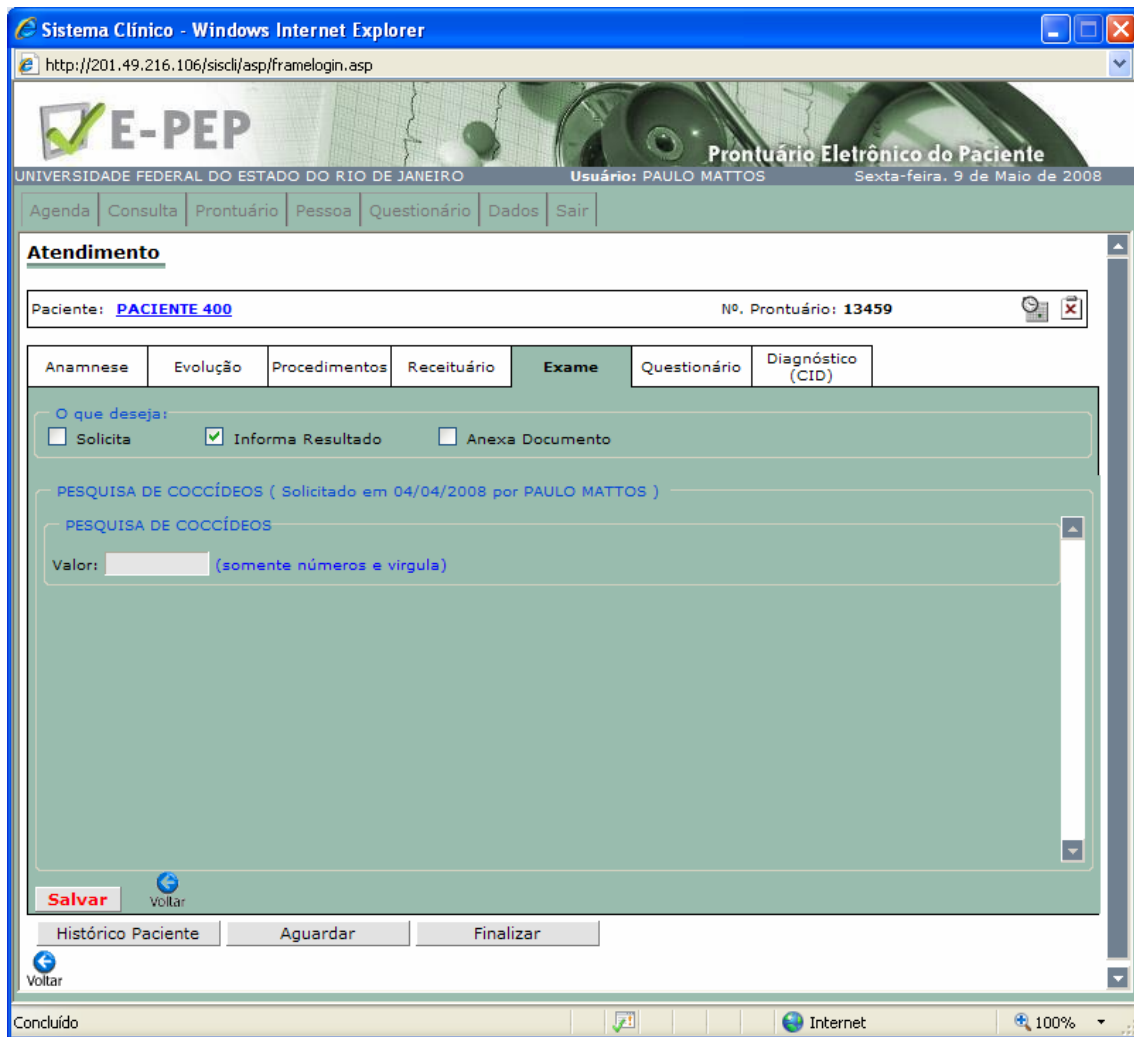 Sistema Clínico - Windows Internet Explorer
http://201.49.216.106/siscli/asp/framelogin.asp
E-PEP
Prontuário Eletrônico do Paciente
UNIVERSIDADE FEDERAL DO ESTADO DO RIO DE JANEIRO Usuário: PAULO MATTOS Sexta-feira. 9 de Maio de 2008
Agenda Consulta Prontuário Pessoa Questionário Dados Sair
Atendimento
Paciente: PACIENTE 400 Nº. Prontuário: 13459
Anamnese Evolução Procedimentos Receituário Exame Questionário Diagnóstico (CID)
O que deseja:
Solicita Informa Resultado Anexa Documento
PESQUISA DE COCCÍDEOS ( Solicitado em 04/04/2008 por PAULO MATTOS )
PESQUISA DE COCCÍDEOS
Valor: (somente números e virgula)
Salvar Voltar
Histórico Paciente Aguardar Finalizar
Voltar
Concluído Internet 100%